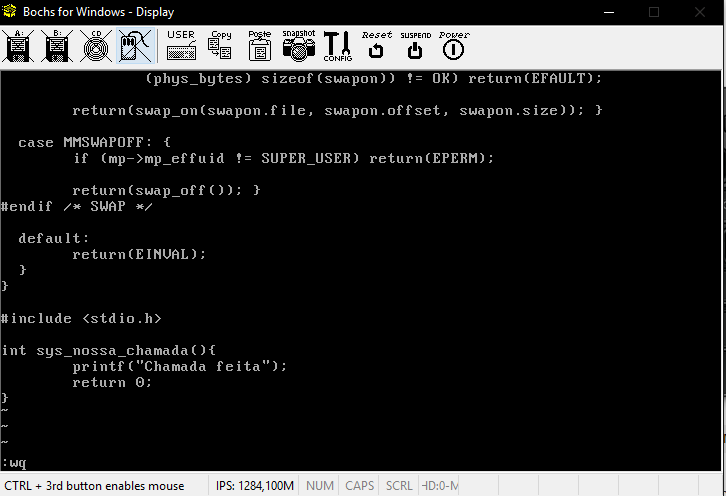 Bochs for Windows - Display
A: B: CD USER Copy Paste snapshot CONFIG Reset SUSPEND Power
(phys_bytes) sizeof(swapon)) != OK) return(EFAULT);
return(swap_on(swapon.file, swapon.offset, swapon.size)); }
case MMSWAPOFF: {
if (mp->mp_effuid != SUPER_USER) return(EPERM);
return(swap_off()); }
#endif /* SWAP */
default:
return(EINVAL);
}
}
#include <stdio.h>
int sys_nossa_chamada(){
printf("Chamada feita");
return 0;
}
~
~
~
:wq
CTRL + 3rd button enables mouse IPS: 1284,100M NUM CAPS SCRL HD:0-M